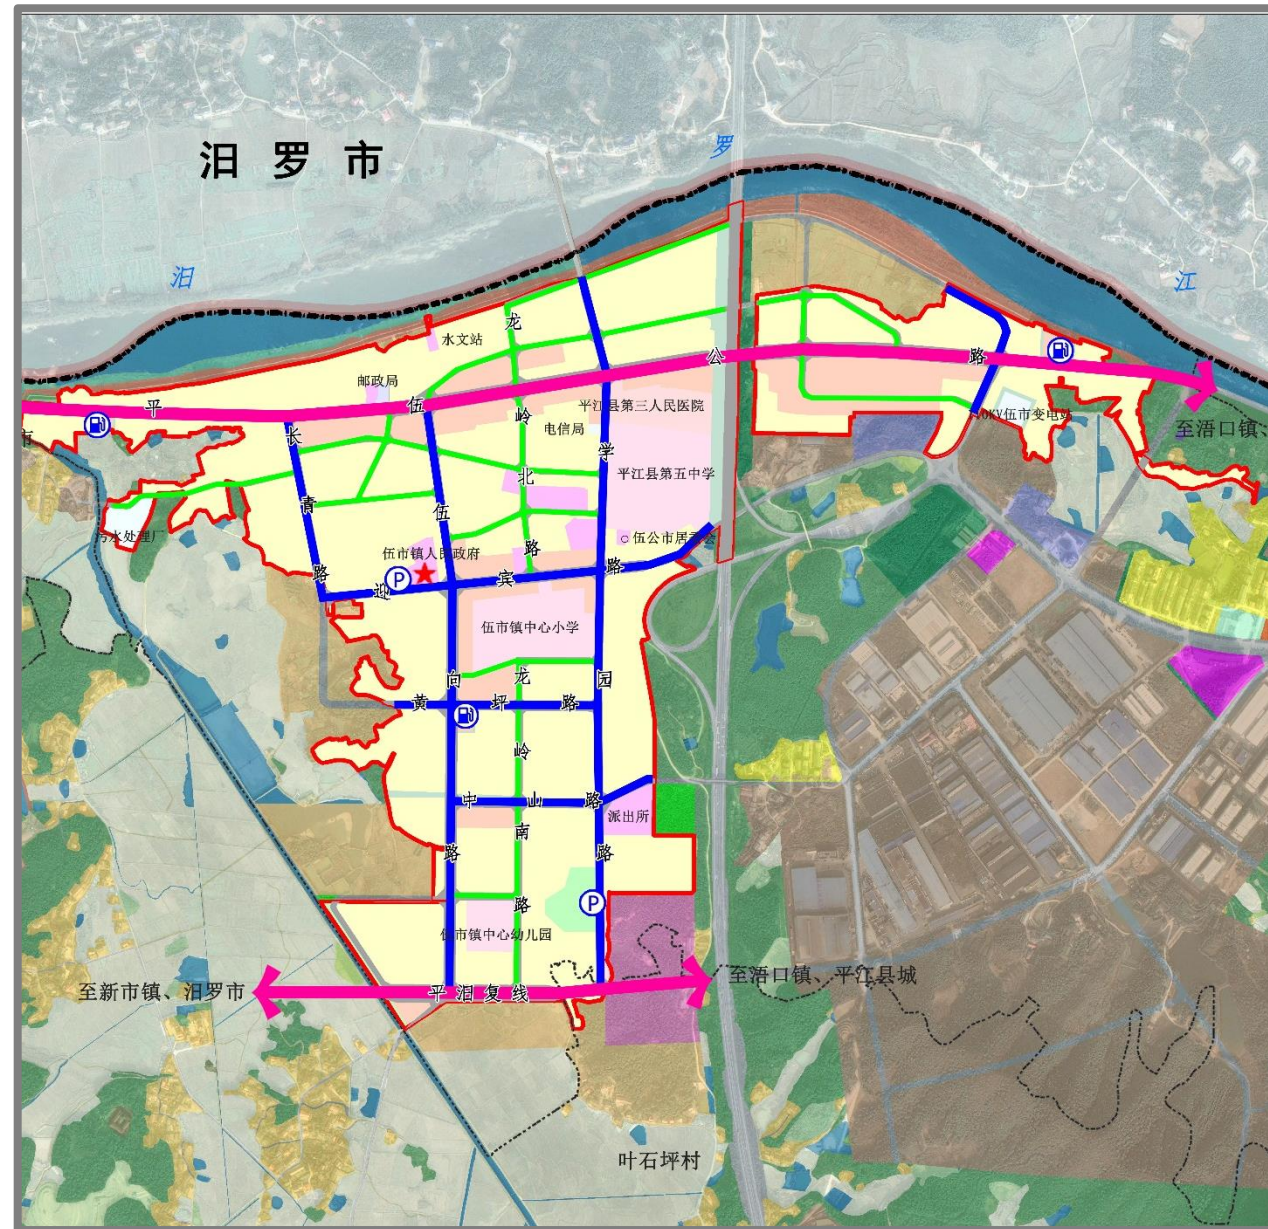 汨罗市
罗
汨
江
龙岭北路
水文站
邮政局
平伍公路
平江县第三人民医院
电信局
长青路
学园路
平江县第五中学
0KV伍市变电站
至浯口镇、
市
污水处理厂
伍公市居委会
伍市镇人民政府
P
迎宾路
伍向路
伍市镇中心小学
黄坪路
龙岭南路
中山路
派出所
P
伍市镇中心幼儿园
至新市镇、汨罗市
平汨复线
至浯口镇、平江县城
叶石坪村